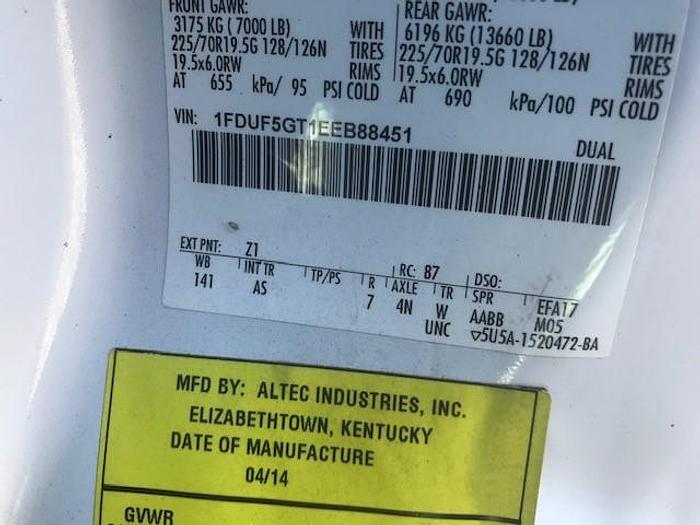 FRONT GAWR:
3175 KG ( 7000 LB) WITH
225/70R19.5G 128/126N TIRES
19.5x6.0RW RIMS
AT 655 kPa/ 95 PSI COLD
REAR GAWR:
6196 KG (13660 LB) WITH
225/70R19.5G 128/126N TIRES
19.5x6.0RW RIMS
AT 690 kPa/100 PSI COLD
VIN: 1FDUF5GT1EEB88451
DUAL
EXT PNT: Z1 RC: B7 DSO:
WB INT TR TP/PS R AXLE TR SPR EFA17
141 AS 7 4N W AABB M05
UNC ▽5U5A-1520472-BA
MFD BY: ALTEC INDUSTRIES, INC.
ELIZABETHTOWN, KENTUCKY
DATE OF MANUFACTURE
04/14
GVWR